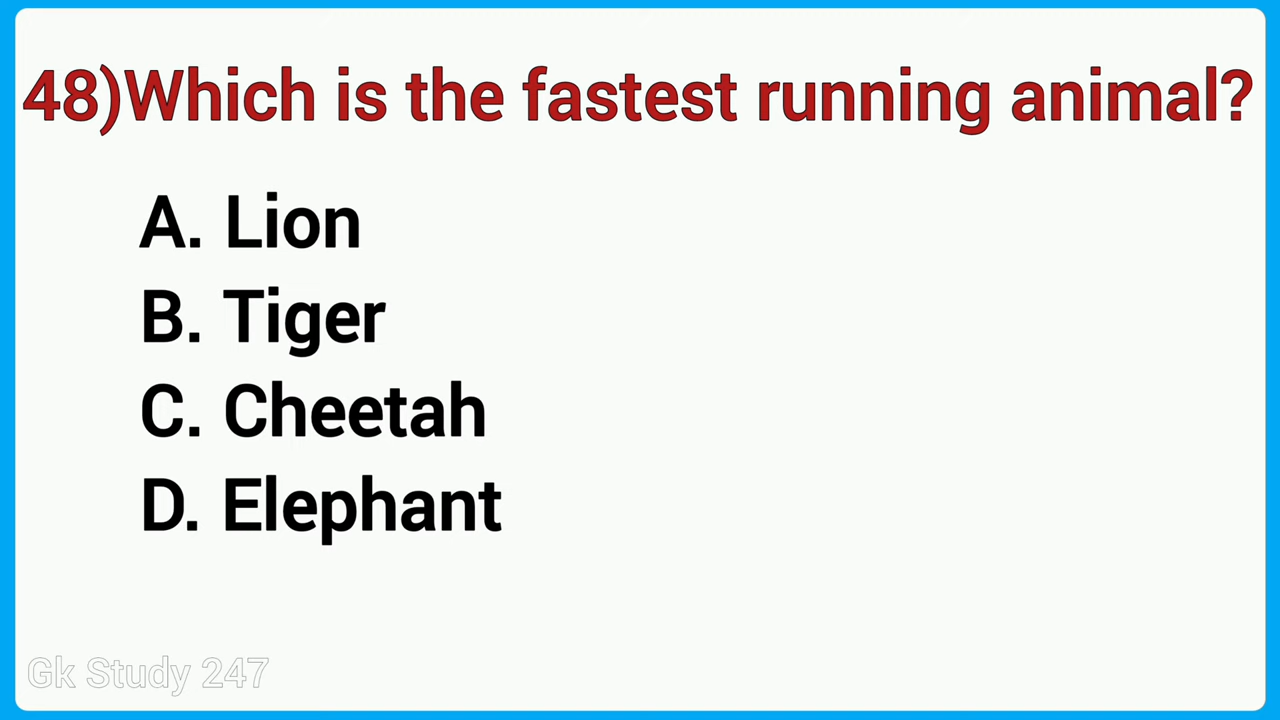 48)Which is the fastest running animal?
A. Lion
B. Tiger
C. Cheetah
D. Elephant
Gk Study 247